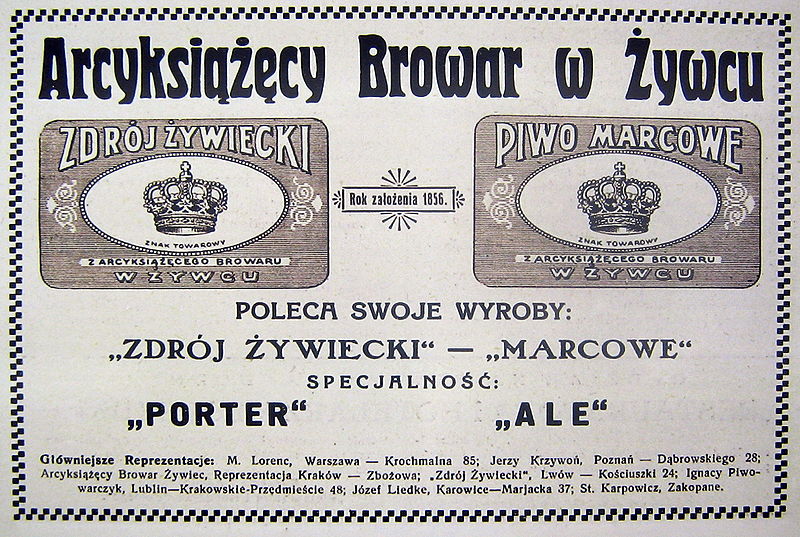 Arcyksiążęcy Browar w Żywcu
ZDRÓJ ŻYWIECKI
ZNAK TOWAROWY
Z ARCYKSIĄŻĘCEGO BROWARU
W ŻYWCU
Rok założenia 1856.
PIWO MARCOWE
ZNAK TOWAROWY
Z ARCYKSIĄŻĘCEGO BROWARU
W ŻYWCU
POLECA SWOJE WYROBY:
„ZDRÓJ ŻYWIECKI“ — „MARCOWE“
SPECJALNOŚĆ:
„PORTER“ „ALE“
Główniejsze Reprezentacje: M. Lorenc, Warszawa — Krochmalna 85; Jerzy Krzywoń, Poznań — Dąbrowskiego 28;
Arcyksiążęcy Browar Żywiec, Reprezentacja Kraków — Zbożowa; „Zdrój Żywiecki“, Lwów — Kościuszki 24; Ignacy Piwo-
warczyk, Lublin—Krakowskie-Przedmieście 48; Józef Liedke, Karowice—Marjacka 37; St. Karpowicz, Zakopane.